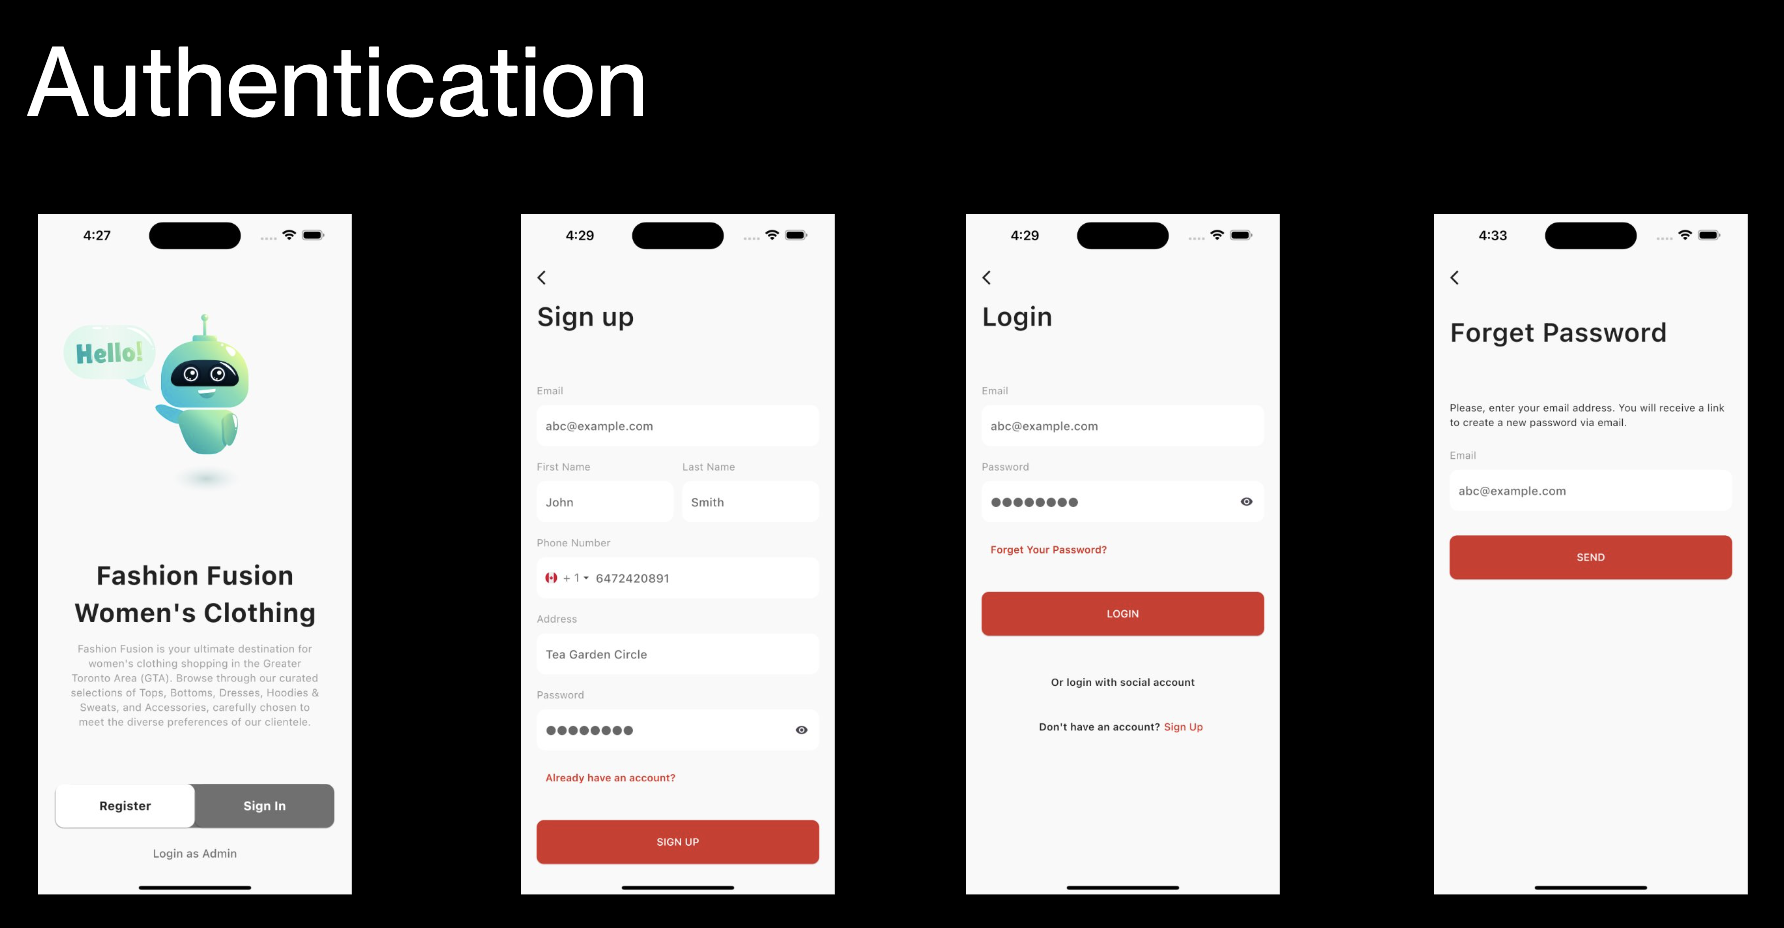 Authentication
4:27
Hello!
Fashion Fusion
Women's Clothing
Fashion Fusion is your ultimate destination for
women's clothing shopping in the Greater
Toronto Area (GTA). Browse through our curated
selections of Tops, Bottoms, Dresses, Hoodies &
Sweats, and Accessories, carefully chosen to
meet the diverse preferences of our clientele.
Register
Sign In
Login as Admin
4:29
Sign up
Email
abc@example.com
First Name
Last Name
John
Smith
Phone Number
+ 1
6472420891
Address
Tea Garden Circle
Password
Already have an account?
SIGN UP
4:29
Login
Email
abc@example.com
Password
Forget Your Password?
LOGIN
Or login with social account
Don't have an account? Sign Up
4:33
Forget Password
Please, enter your email address. You will receive a link
to create a new password via email.
Email
abc@example.com
SEND